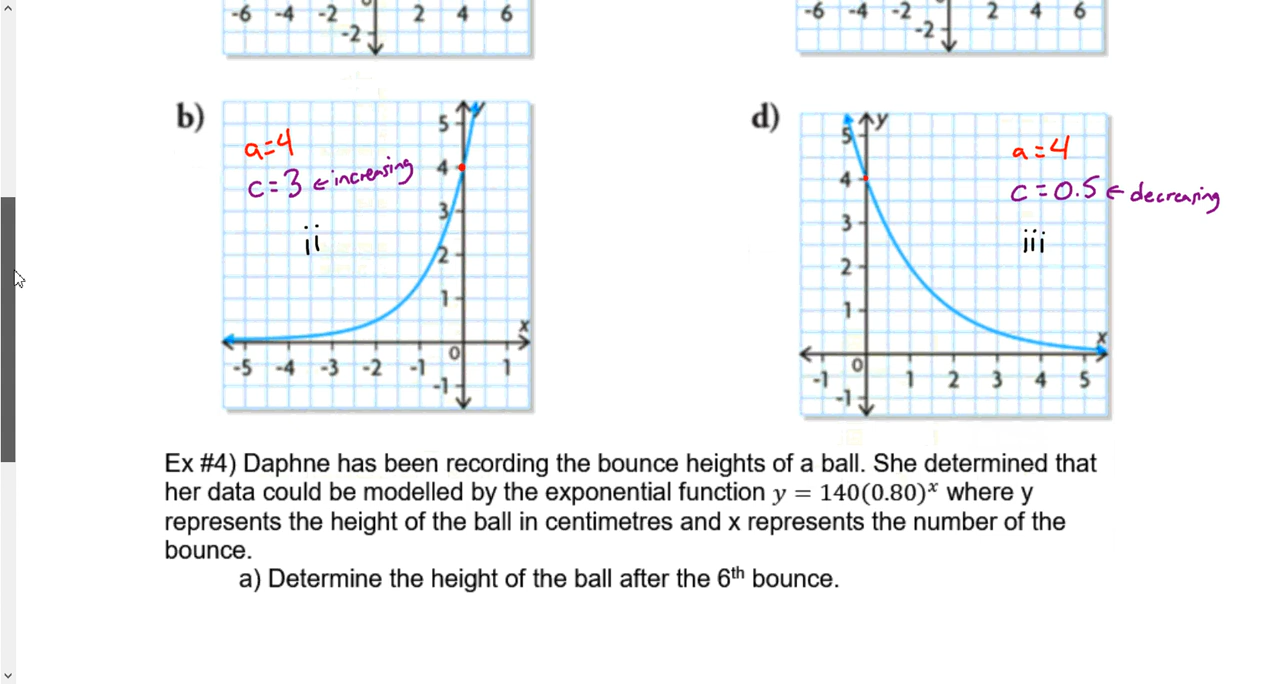 -6 -4 -2 2 4 6
-2
-6 -4 -2 2 4 6
-2
b)
y
5
4
3
2
1
x
-5 -4 -3 -2 -1 0 1
-1
a=4
c=3 ← increasing
ii
d)
y
5
4
3
2
1
x
-1 0 1 2 3 4 5
-1
a=4
c=0.5 ← decreasing
iii
Ex #4) Daphne has been recording the bounce heights of a ball. She determined that
her data could be modelled by the exponential function y = 140(0.80)ˣ where y
represents the height of the ball in centimetres and x represents the number of the
bounce.
a) Determine the height of the ball after the 6ᵗʰ bounce.